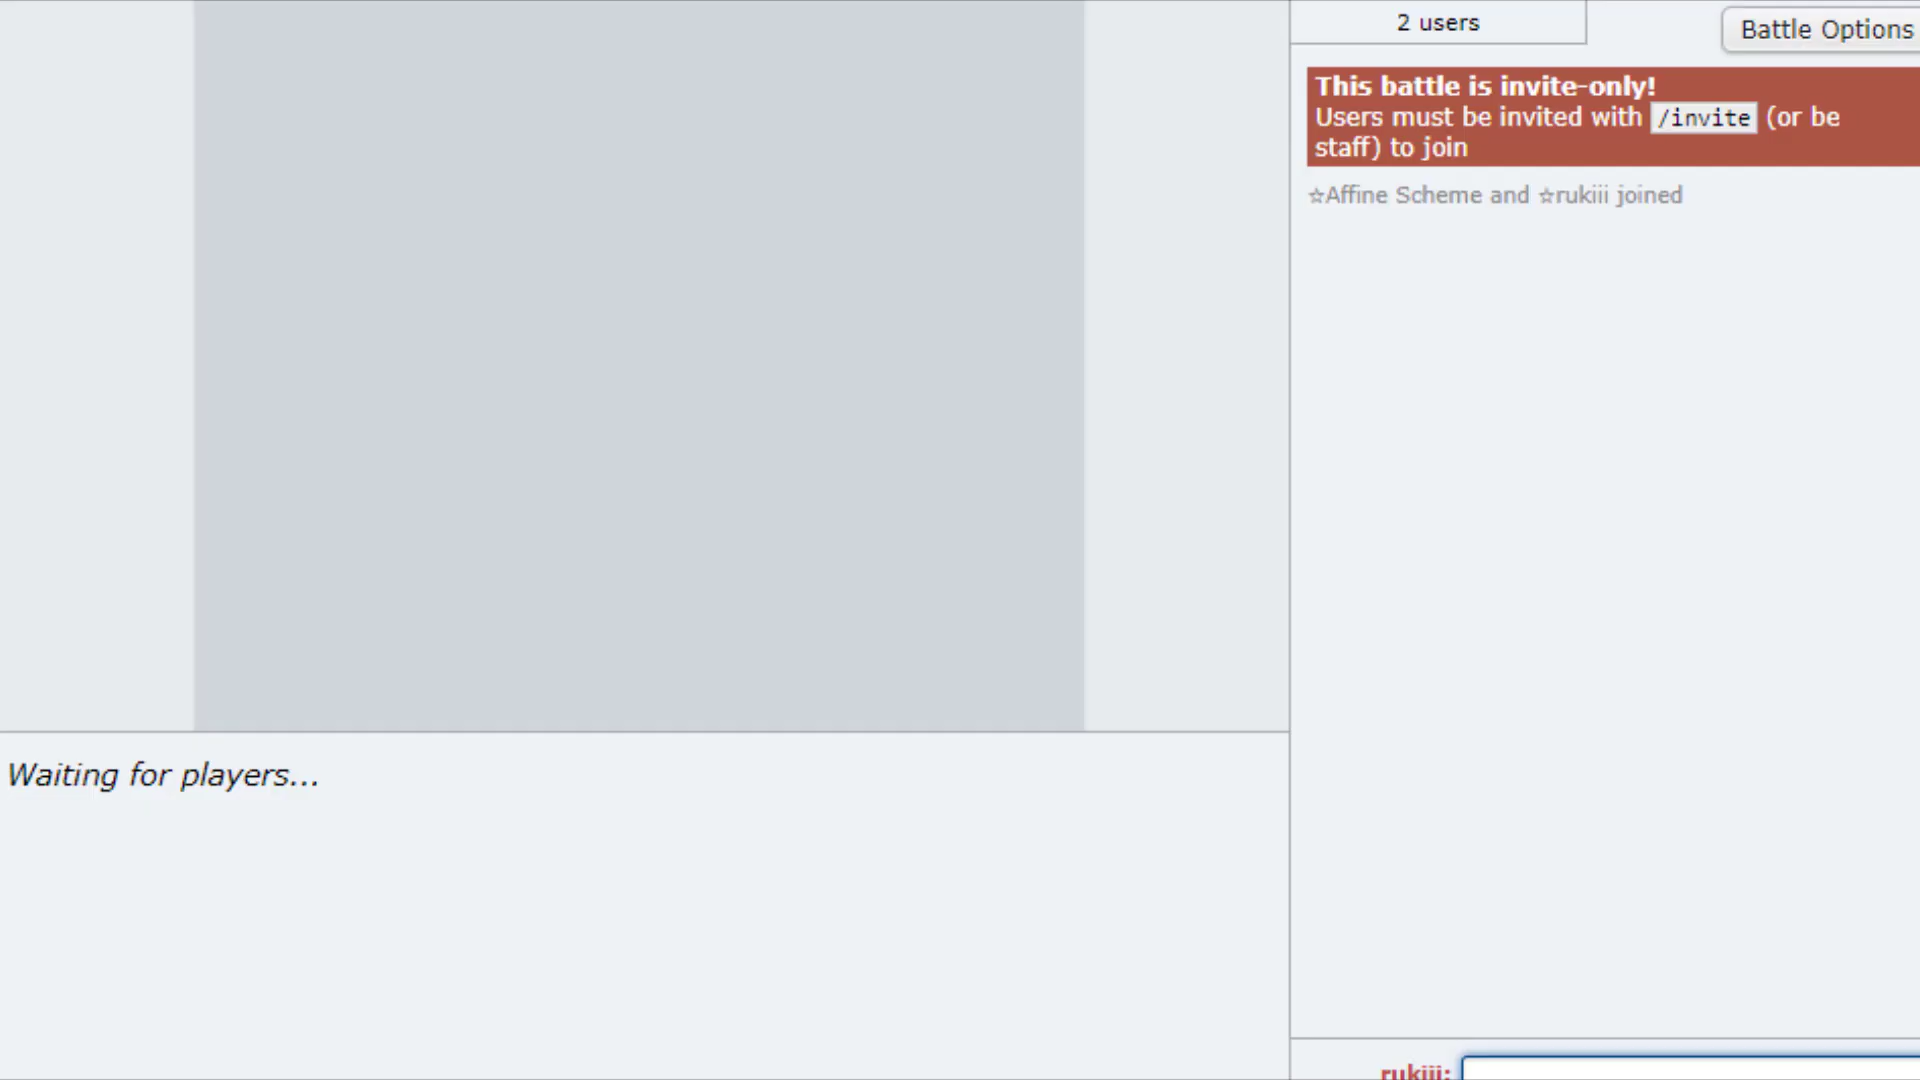 2 users
Battle Options
This battle is invite-only!
Users must be invited with /invite (or be
staff) to join
☆Affine Scheme and ☆rukiii joined
Waiting for players...
rukiii: